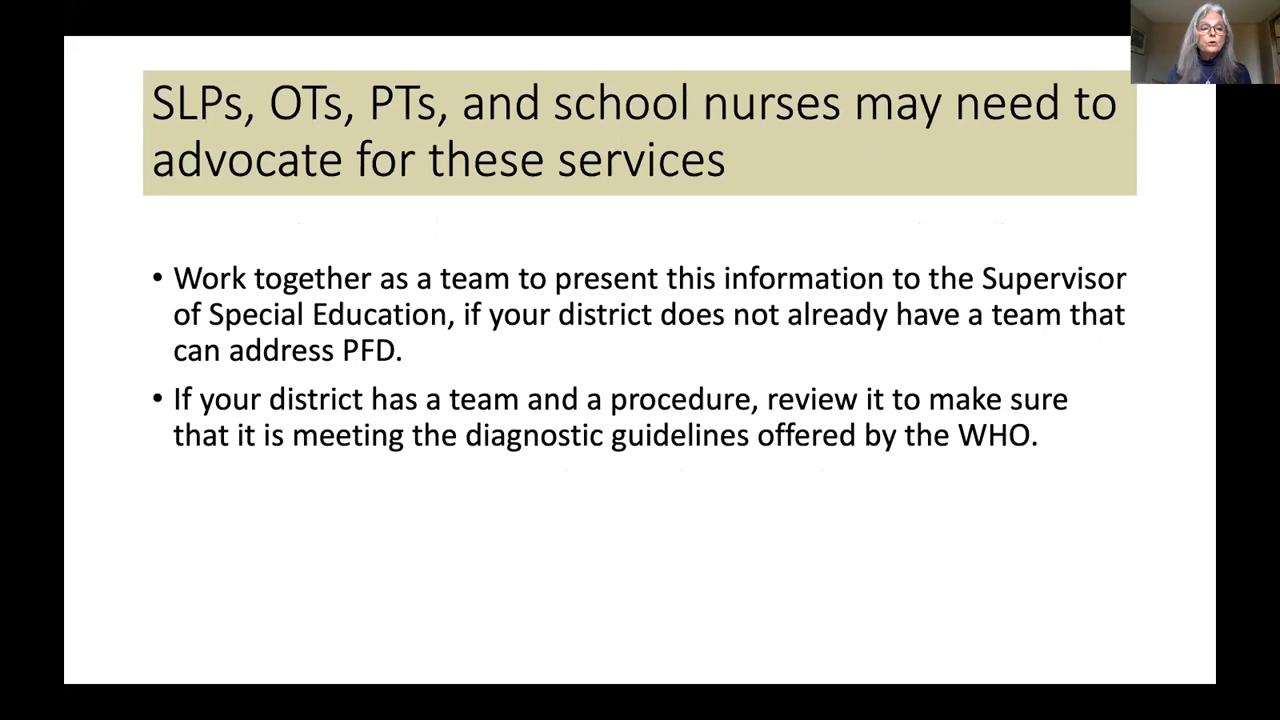 SLPs, OTs, PTs, and school nurses may need to
advocate for these services
• Work together as a team to present this information to the Supervisor
of Special Education, if your district does not already have a team that
can address PFD.
• If your district has a team and a procedure, review it to make sure
that it is meeting the diagnostic guidelines offered by the WHO.